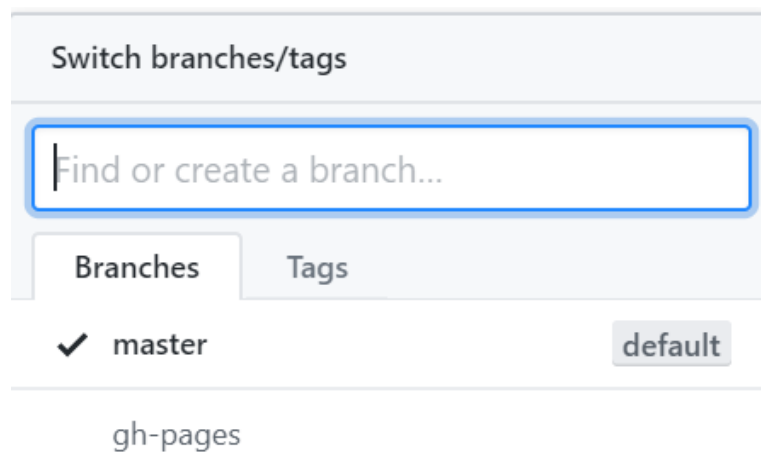 Switch branches/tags
Find or create a branch...
Branches Tags
master default
gh-pages